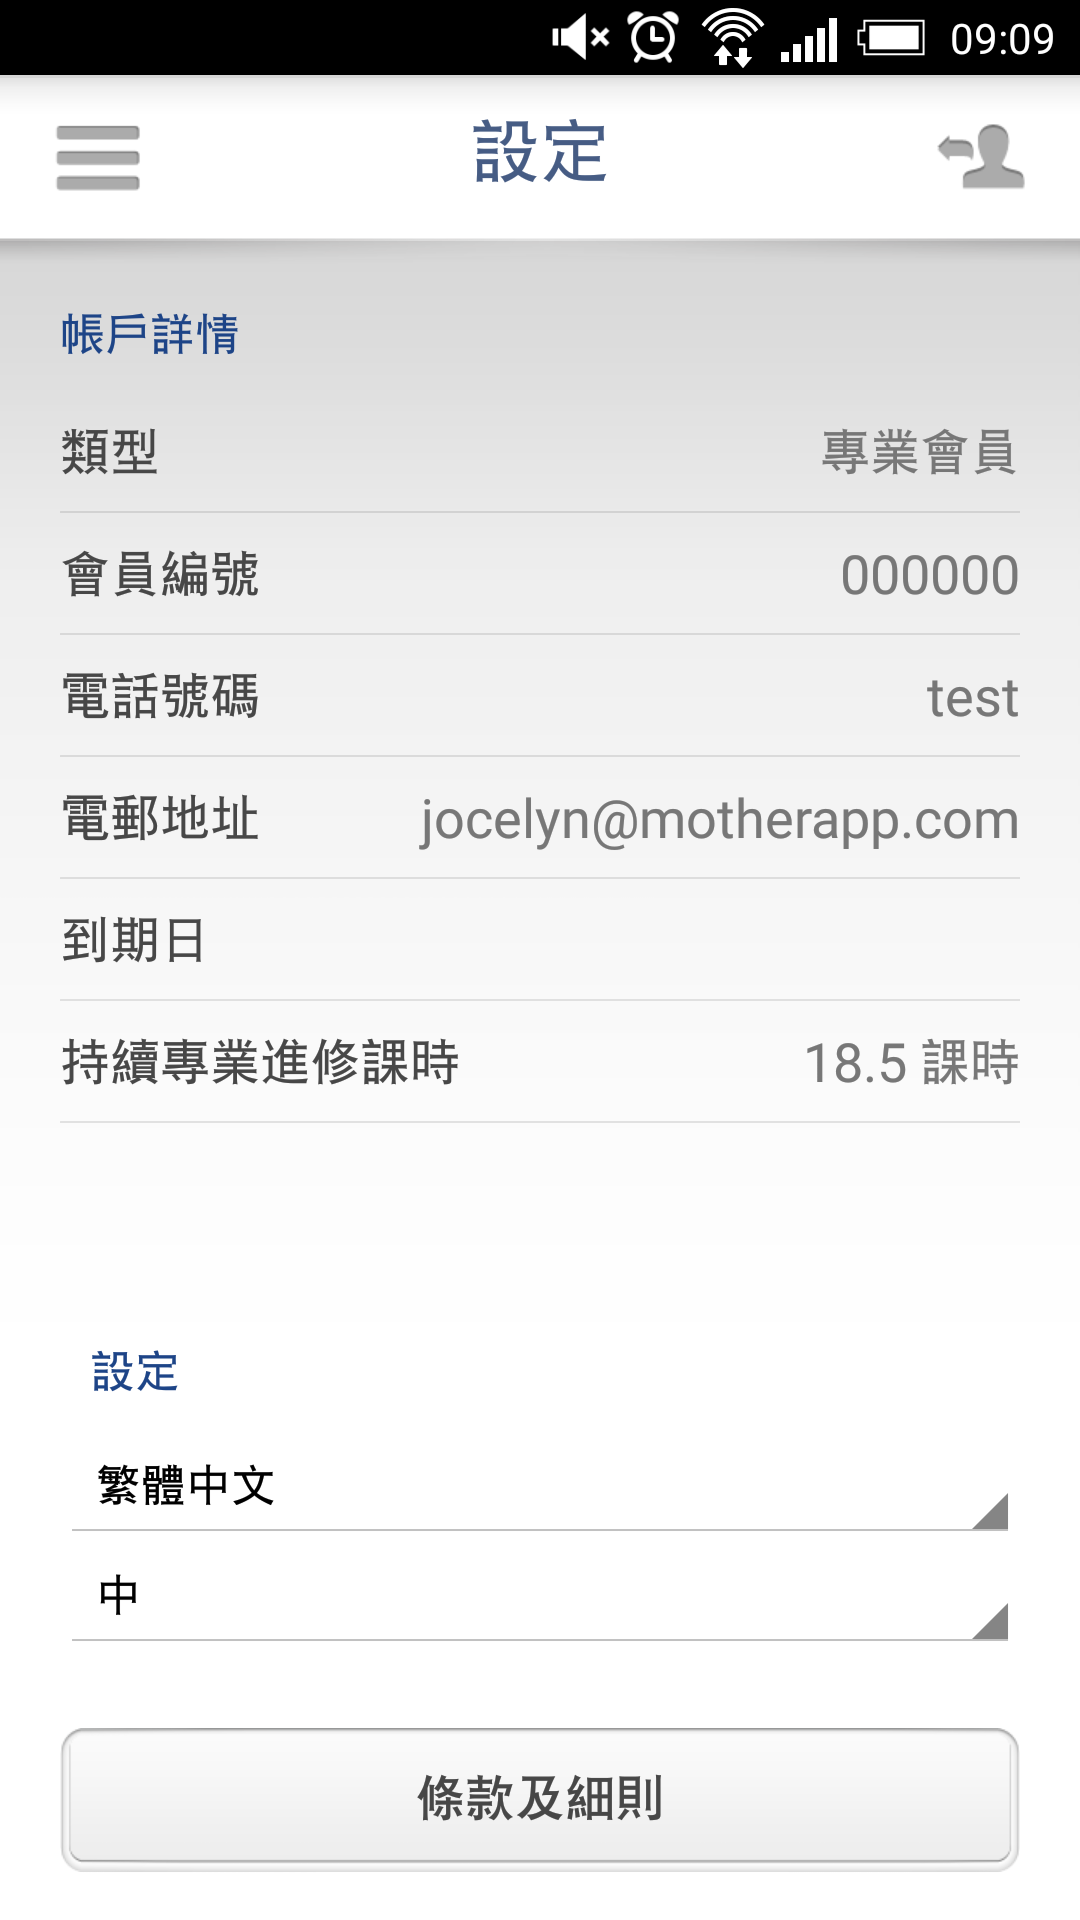 09:09
設定
帳戶詳情
類型 專業會員
會員編號 000000
電話號碼 test
電郵地址 jocelyn@motherapp.com
到期日
持續專業進修課時 18.5 課時
設定
繁體中文
中
條款及細則